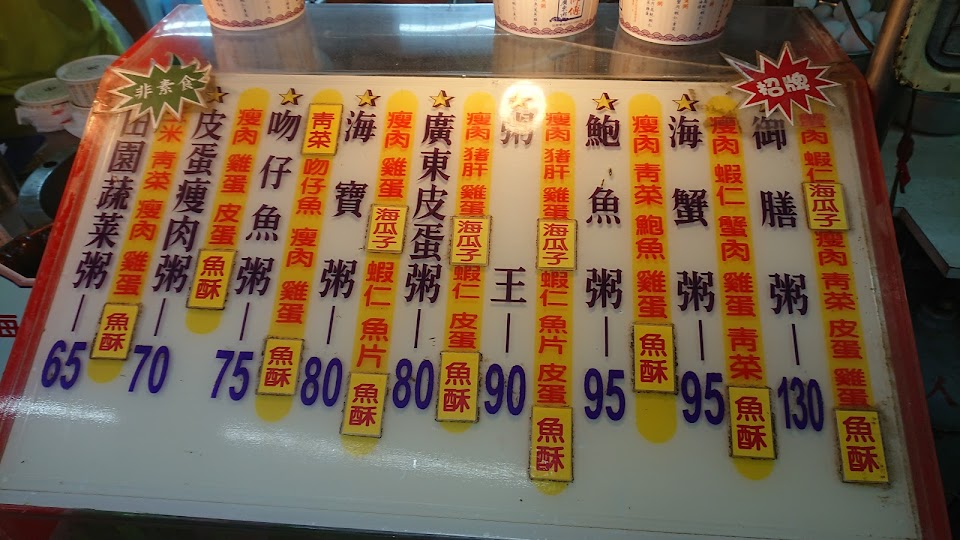 非素食
招牌
田園蔬菜粥—65
米 青菜 瘦肉 雞蛋 魚酥
皮蛋瘦肉粥—70
瘦肉 雞蛋 皮蛋 魚酥
吻仔魚粥—75
青菜 吻仔魚 瘦肉 雞蛋 魚酥
海寶粥—80
瘦肉 雞蛋 海瓜子 蝦仁 魚片 魚酥
廣東皮蛋粥—80
瘦肉 豬肝 雞蛋 海瓜子 蝦仁 皮蛋 魚酥
粥王—90
瘦肉 豬肝 雞蛋 海瓜子 蝦仁 魚片 皮蛋 魚酥
鮑魚粥—95
瘦肉 青菜 鮑魚 雞蛋 魚酥
海蟹粥—95
瘦肉 蝦仁 蟹肉 雞蛋 青菜 魚酥
御膳粥—130
蟹肉 蝦仁 海瓜子 瘦肉 青菜 皮蛋 雞蛋 魚酥